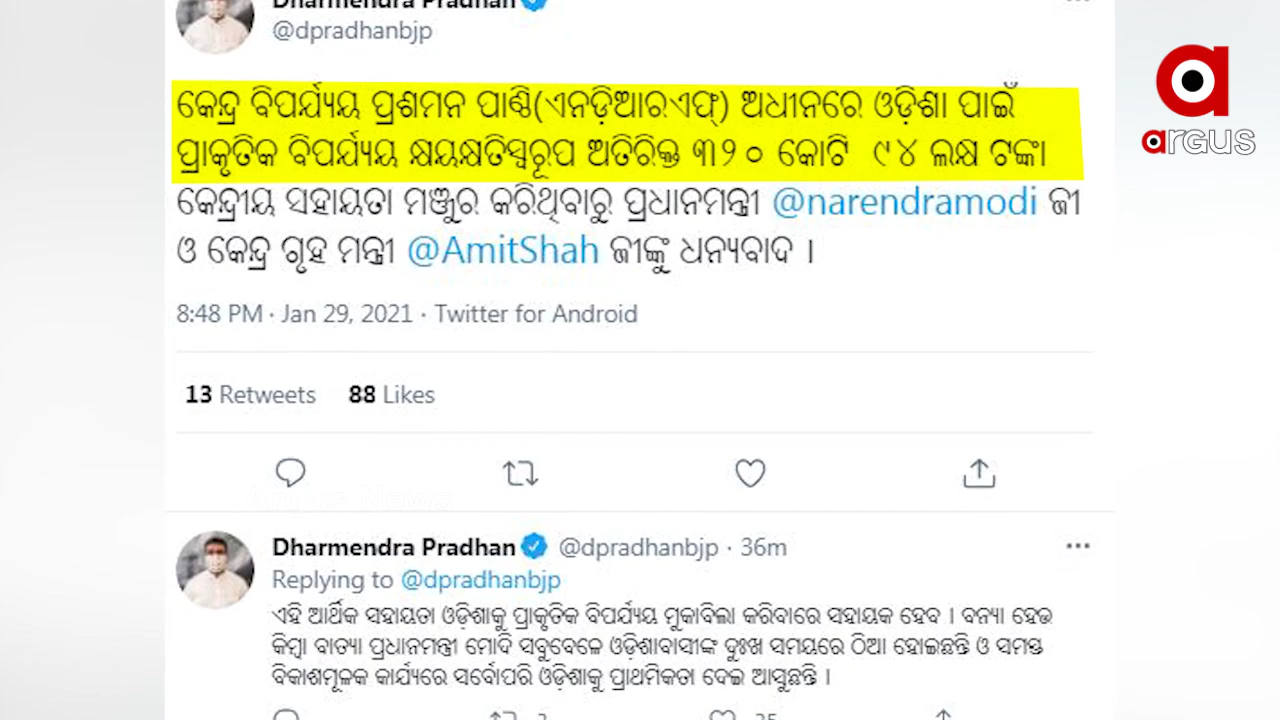 Dharmendra Pradhan
@dpradhanbjp
କେନ୍ଦ୍ର ବିପର୍ଯ୍ୟୟ ପ୍ରଶମନ ପାଣ୍ଠି(ଏନଡ଼ିଆରଏଫ୍) ଅଧୀନରେ ଓଡ଼ିଶା ପାଇଁ
ପ୍ରାକୃତିକ ବିପର୍ଯ୍ୟୟ କ୍ଷୟକ୍ଷତିସ୍ୱରୂପ ଅତିରିକ୍ତ ୩୨୦ କୋଟି ୯୪ ଲକ୍ଷ ଟଙ୍କା
କେନ୍ଦ୍ରୀୟ ସହାୟତା ମଞ୍ଜୁର କରିଥିବାରୁ ପ୍ରଧାନମନ୍ତ୍ରୀ @narendramodi ଜୀ
ଓ କେନ୍ଦ୍ର ଗୃହ ମନ୍ତ୍ରୀ @AmitShah ଜୀଙ୍କୁ ଧନ୍ୟବାଦ ।
8:48 PM · Jan 29, 2021 · Twitter for Android
13 Retweets 88 Likes
Argus News
Dharmendra Pradhan @dpradhanbjp · 36m
Replying to @dpradhanbjp
ଏହି ଆର୍ଥିକ ସହାୟତା ଓଡ଼ିଶାକୁ ପ୍ରାକୃତିକ ବିପର୍ଯ୍ୟୟ ମୁକାବିଲା କରିବାରେ ସହାୟକ ହେବ । ବନ୍ୟା ହେଉ
କିମ୍ବା ବାତ୍ୟା ପ୍ରଧାନମନ୍ତ୍ରୀ ମୋଦି ସବୁବେଳେ ଓଡ଼ିଶାବାସୀଙ୍କ ଦୁଃଖ ସମୟରେ ଠିଆ ହୋଇଛନ୍ତି ଓ ସମସ୍ତ
ବିକାଶମୂଳକ କାର୍ଯ୍ୟରେ ସର୍ବୋପରି ଓଡ଼ିଶାକୁ ପ୍ରାଥମିକତା ଦେଇ ଆସୁଛନ୍ତି ।
argus